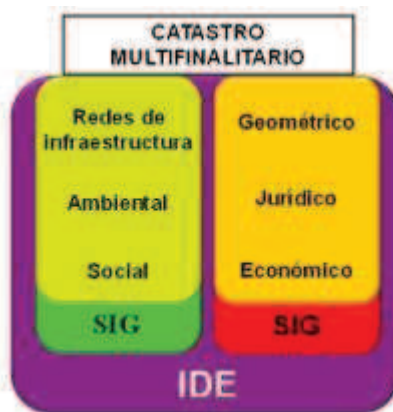 CATASTRO
MULTIFINALITARIO
Redes de
infraestructura
Ambiental
Social
SIG
Geométrico
Jurídico
Económico
SIG
IDE